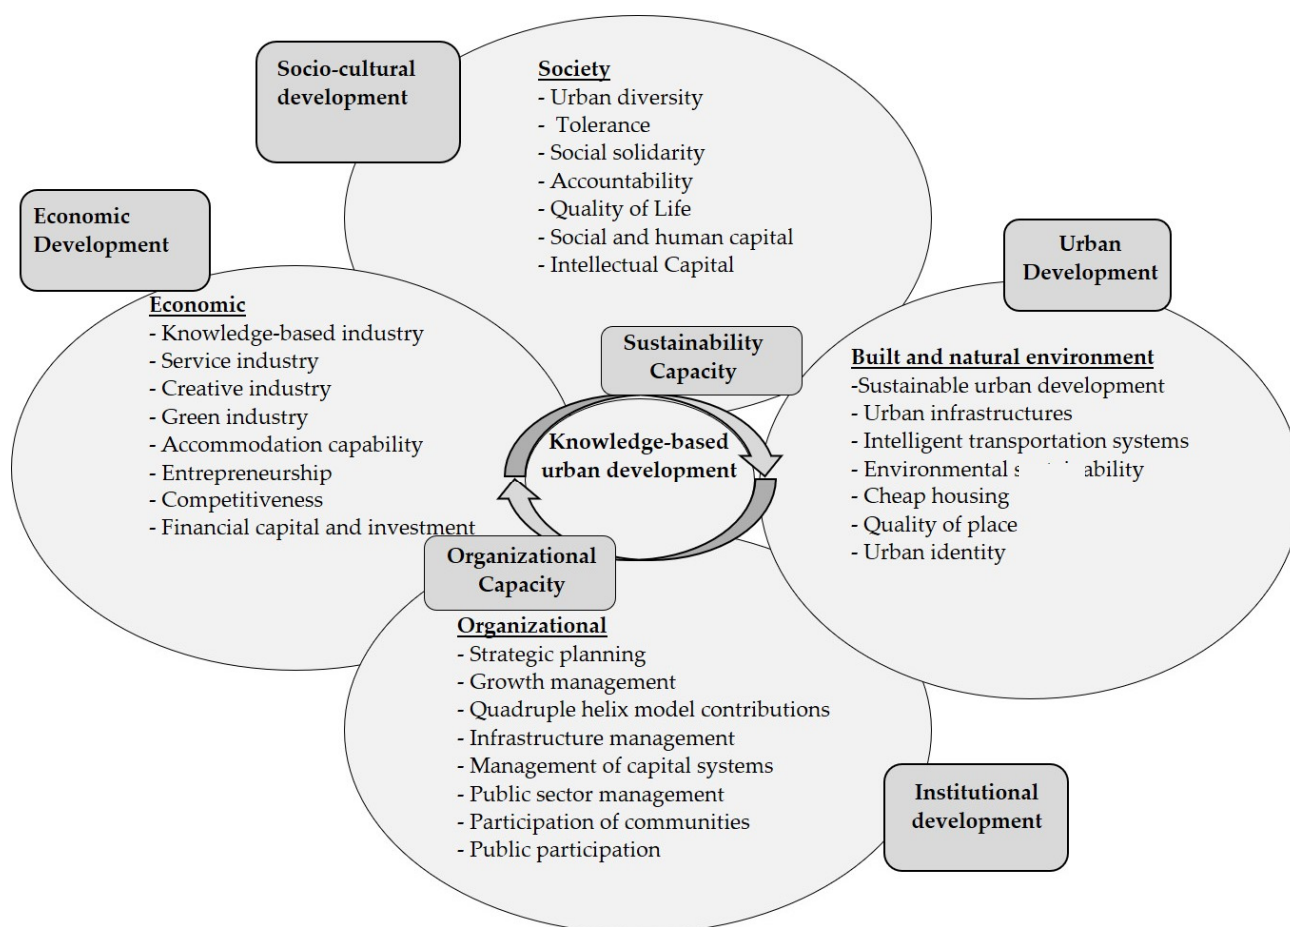 Socio-cultural
development
Society
- Urban diversity
-  Tolerance
- Social solidarity
- Accountability
- Quality of Life
- Social and human capital
- Intellectual Capital
Economic
Development
Economic
- Knowledge-based industry
- Service industry
- Creative industry
- Green industry
- Accommodation capability
- Entrepreneurship
- Competitiveness
- Financial capital and investment
Sustainability
Capacity
Knowledge-based
urban development
Urban
Development
Built and natural environment
-Sustainable urban development
- Urban infrastructures
- Intelligent transportation systems
- Environmental sustainability
- Cheap housing
- Quality of place
- Urban identity
Organizational
Capacity
Organizational
- Strategic planning
- Growth management
- Quadruple helix model contributions
- Infrastructure management
- Management of capital systems
- Public sector management
- Participation of communities
- Public participation
Institutional
development